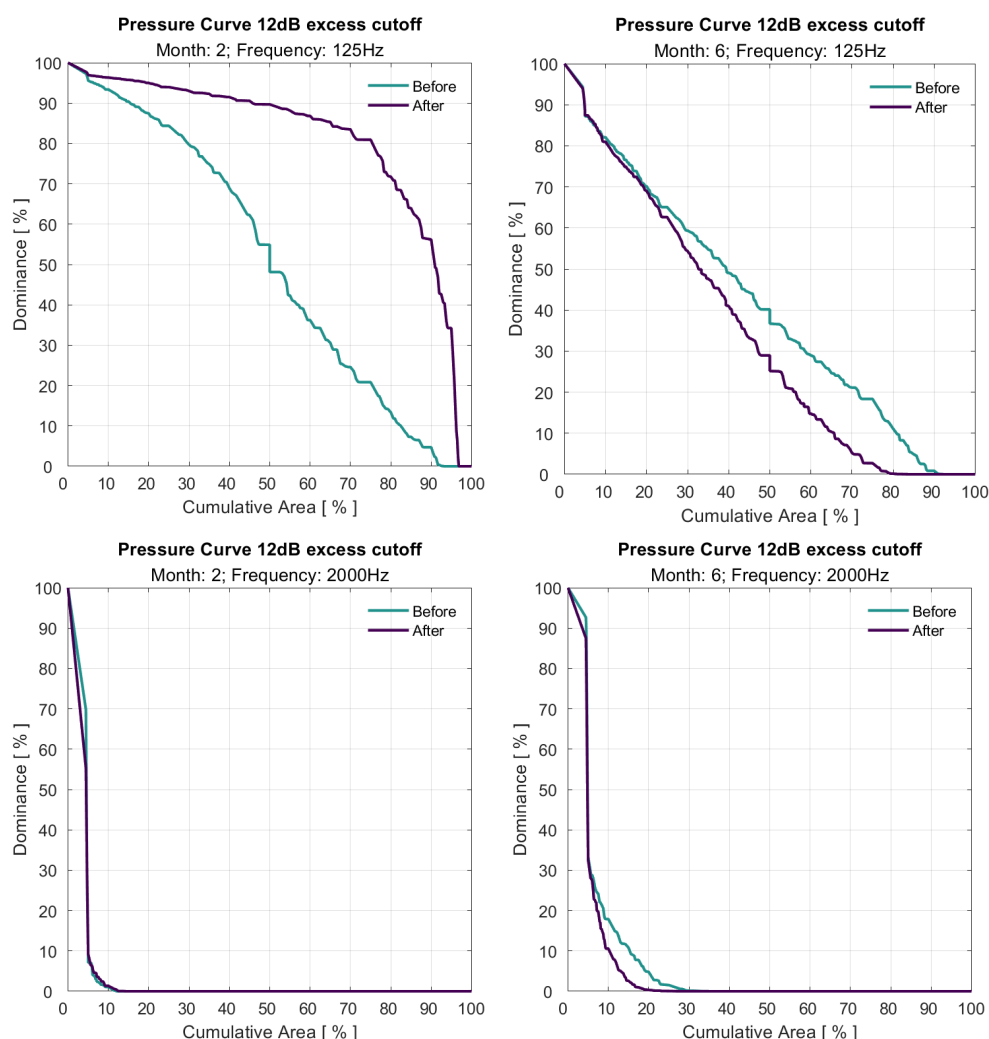 Pressure Curve 12dB excess cutoff
Month: 2; Frequency: 125Hz
100
90
80
70
60
50
40
30
20
10
0
Dominance [ % ]
Before
After
0 10 20 30 40 50 60 70 80 90 100
Cumulative Area [ % ]
Pressure Curve 12dB excess cutoff
Month: 6; Frequency: 125Hz
100
90
80
70
60
50
40
30
20
10
0
Dominance [ % ]
Before
After
0 10 20 30 40 50 60 70 80 90 100
Cumulative Area [ % ]
Pressure Curve 12dB excess cutoff
Month: 2; Frequency: 2000Hz
100
90
80
70
60
50
40
30
20
10
0
Dominance [ % ]
Before
After
0 10 20 30 40 50 60 70 80 90 100
Cumulative Area [ % ]
Pressure Curve 12dB excess cutoff
Month: 6; Frequency: 2000Hz
100
90
80
70
60
50
40
30
20
10
0
Dominance [ % ]
Before
After
0 10 20 30 40 50 60 70 80 90 100
Cumulative Area [ % ]